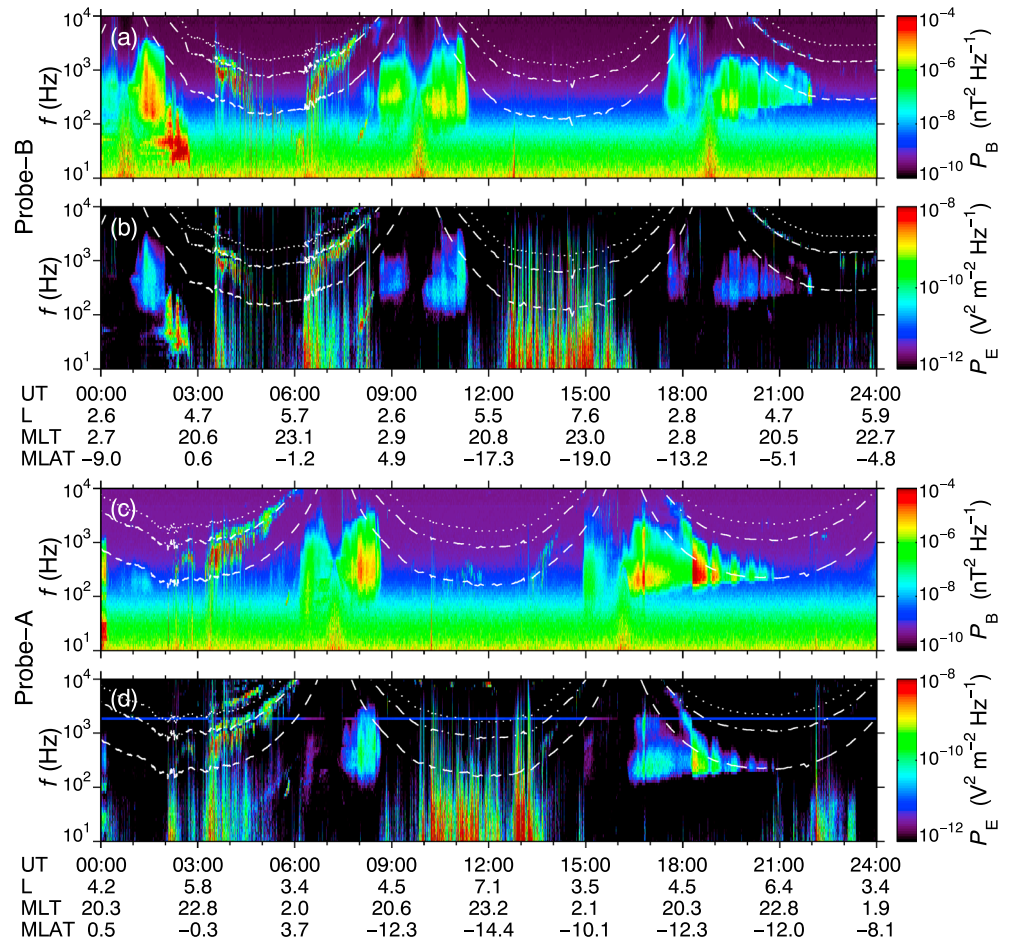 Probe–B
(a)
f (Hz)
10⁴
10³
10²
10¹
10⁻⁴
10⁻⁶
10⁻⁸
10⁻¹⁰
P_B (nT² Hz⁻¹)
(b)
f (Hz)
10⁴
10³
10²
10¹
10⁻⁸
10⁻¹⁰
10⁻¹²
P_E (V² m⁻² Hz⁻¹)
UT 00:00 03:00 06:00 09:00 12:00 15:00 18:00 21:00 24:00
L 2.6 4.7 5.7 2.6 5.5 7.6 2.8 4.7 5.9
MLT 2.7 20.6 23.1 2.9 20.8 23.0 2.8 20.5 22.7
MLAT −9.0 0.6 −1.2 4.9 −17.3 −19.0 −13.2 −5.1 −4.8
Probe–A
(c)
f (Hz)
10⁴
10³
10²
10¹
10⁻⁴
10⁻⁶
10⁻⁸
10⁻¹⁰
P_B (nT² Hz⁻¹)
(d)
f (Hz)
10⁴
10³
10²
10¹
10⁻⁸
10⁻¹⁰
10⁻¹²
P_E (V² m⁻² Hz⁻¹)
UT 00:00 03:00 06:00 09:00 12:00 15:00 18:00 21:00 24:00
L 4.2 5.8 3.4 4.5 7.1 3.5 4.5 6.4 3.4
MLT 20.3 22.8 2.0 20.6 23.2 2.1 20.3 22.8 1.9
MLAT 0.5 −0.3 3.7 −12.3 −14.4 −10.1 −12.3 −12.0 −8.1